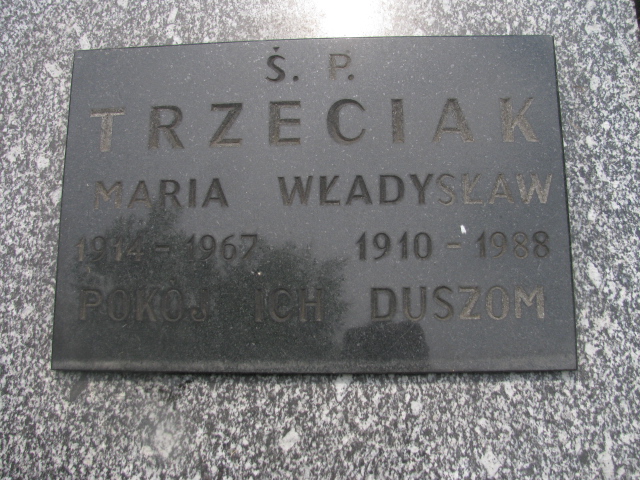 Ś. P.
TRZECIAK
MARIA WŁADYSŁAW
1914 - 1967 1910 - 1988
POKOJ ICH DUSZOM